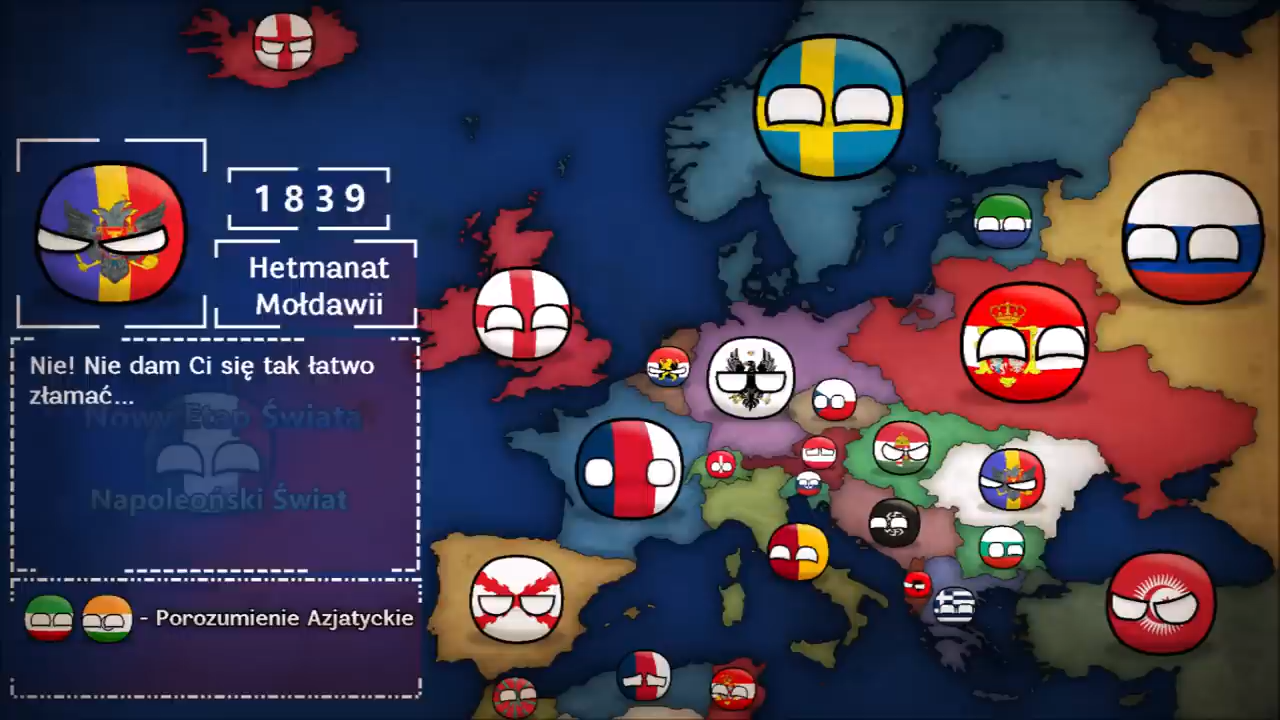 1839
Hetmanat
Mołdawii
Nie! Nie dam Ci się tak łatwo
złamać...
Nowy Etap Świata
Napoleoński Świat
- Porozumienie Azjatyckie